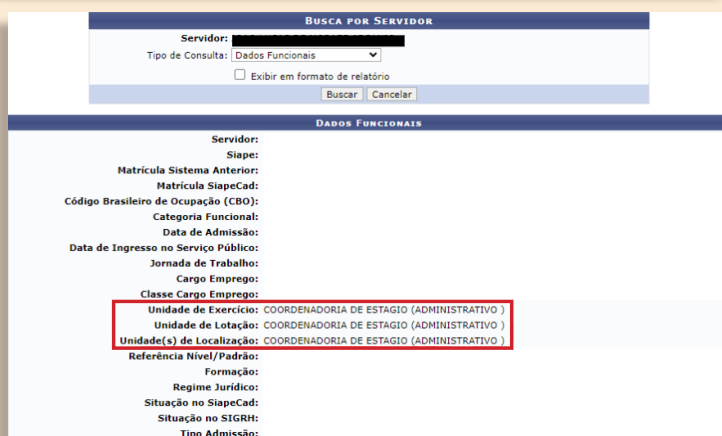 BUSCA POR SERVIDOR
Servidor:
Tipo de Consulta: Dados Funcionais
Exibir em formato de relatório
Buscar Cancelar
DADOS FUNCIONAIS
Servidor:
Siape:
Matrícula Sistema Anterior:
Matrícula SiapeCad:
Código Brasileiro de Ocupação (CBO):
Categoria Funcional:
Data de Admissão:
Data de Ingresso no Serviço Público:
Jornada de Trabalho:
Cargo Emprego:
Classe Cargo Emprego:
Unidade de Exercício: COORDENADORIA DE ESTAGIO (ADMINISTRATIVO )
Unidade de Lotação: COORDENADORIA DE ESTAGIO (ADMINISTRATIVO )
Unidade(s) de Localização: COORDENADORIA DE ESTAGIO (ADMINISTRATIVO )
Referência Nível/Padrão:
Formação:
Regime Jurídico:
Situação no SiapeCad:
Situação no SIGRH:
Tipo Admissão: